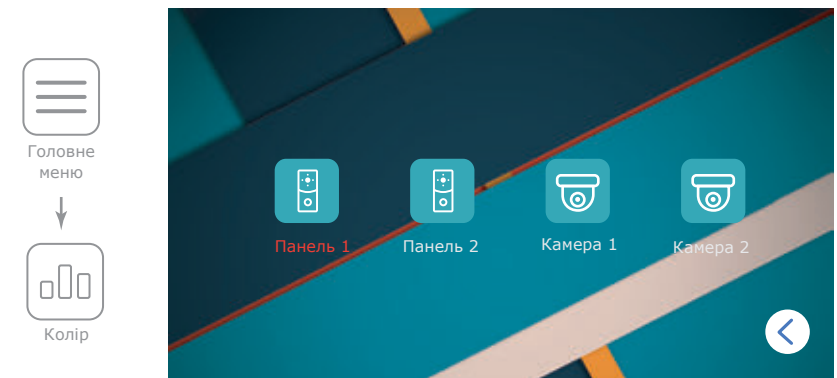 Головне
меню
Колір
Панель 1
Панель 2
Камера 1
Камера 2